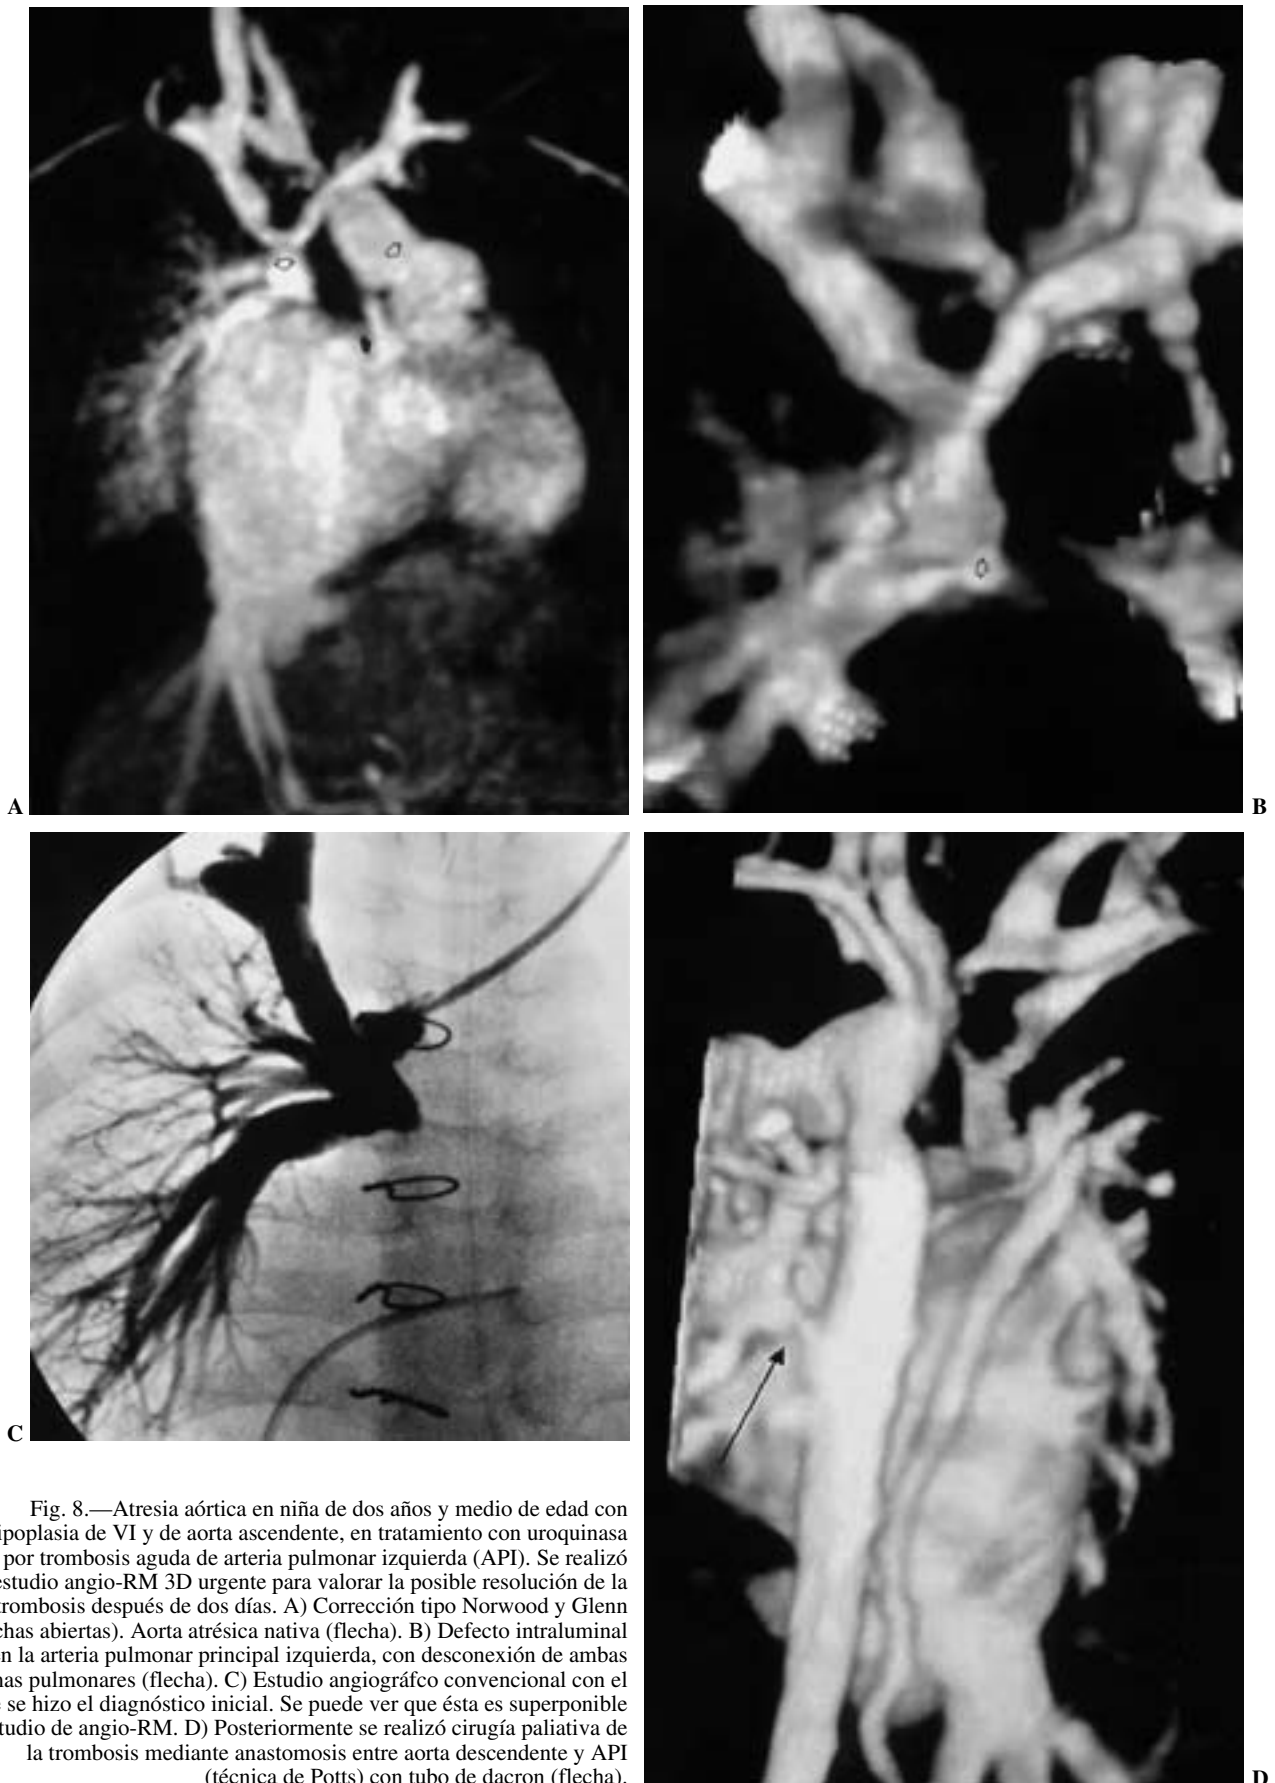 A
B
C
Fig. 8.—Atresia aórtica en niña de dos años y medio de edad con
ipoplasia de VI y de aorta ascendente, en tratamiento con uroquinasa
por trombosis aguda de arteria pulmonar izquierda (API). Se realizó
estudio angio-RM 3D urgente para valorar la posible resolución de la
trombosis después de dos días. A) Corrección tipo Norwood y Glenn
chas abiertas). Aorta atrésica nativa (flecha). B) Defecto intraluminal
n la arteria pulmonar principal izquierda, con desconexión de ambas
nas pulmonares (flecha). C) Estudio angiográfco convencional con el
e se hizo el diagnóstico inicial. Se puede ver que ésta es superponible
tudio de angio-RM. D) Posteriormente se realizó cirugía paliativa de
la trombosis mediante anastomosis entre aorta descendente y API
(técnica de Potts) con tubo de dacron (flecha).
D